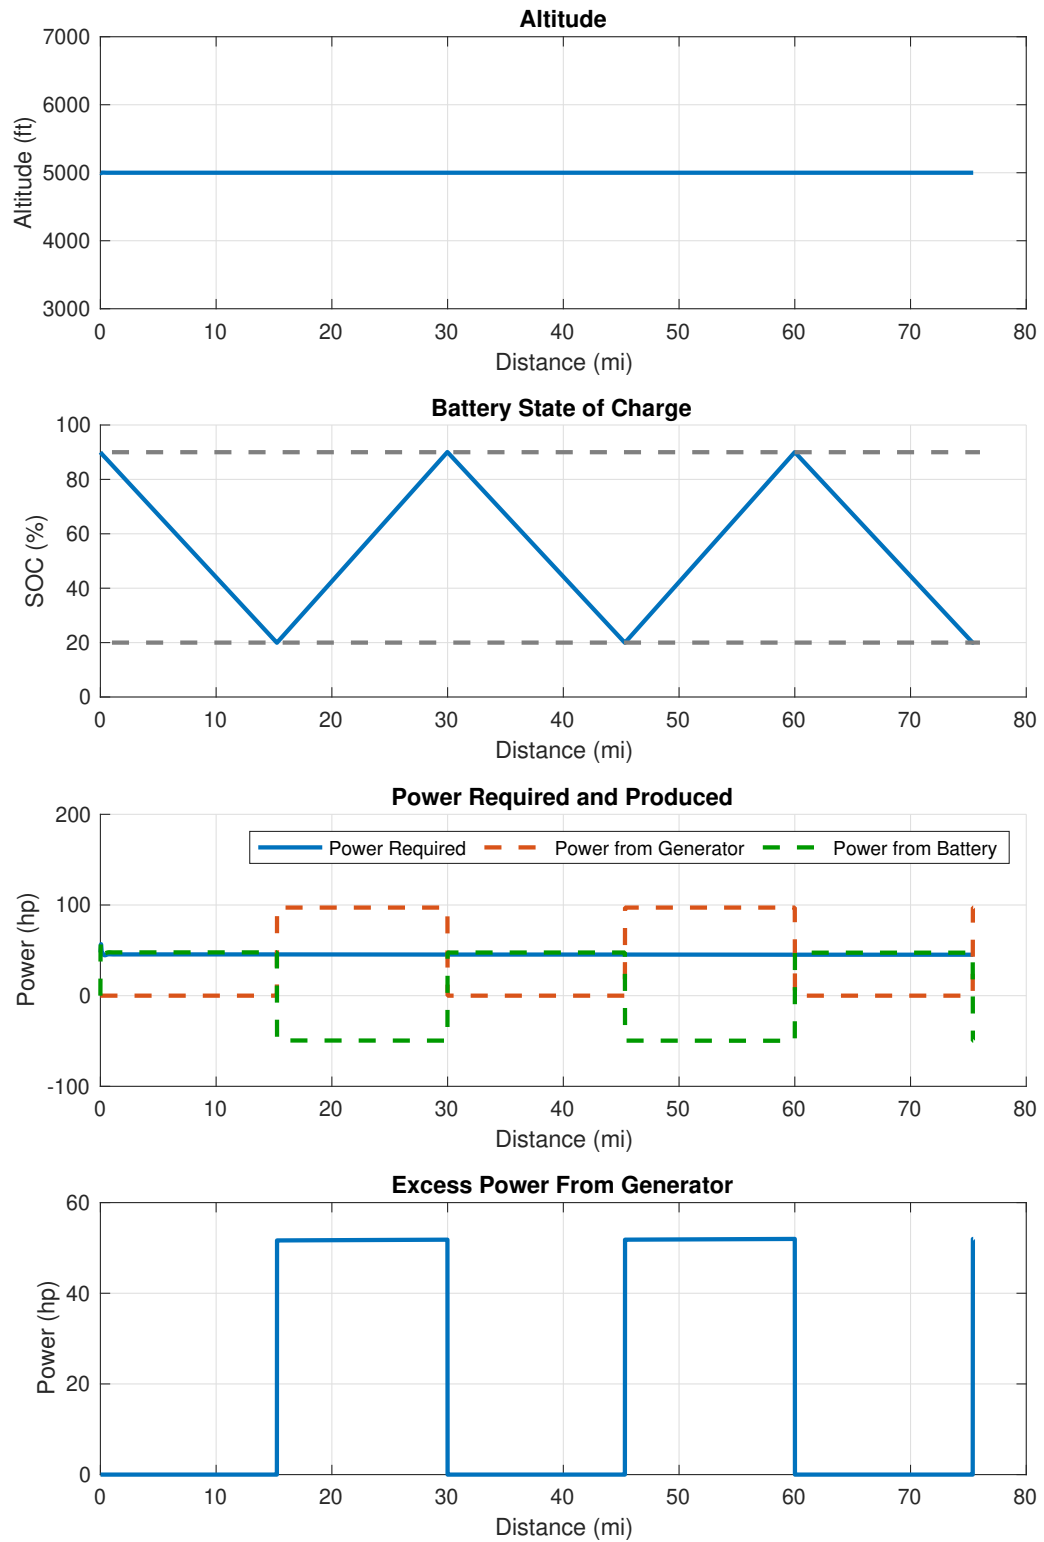 Altitude
7000
6000
5000
4000
3000
Altitude (ft)
0 10 20 30 40 50 60 70 80
Distance (mi)
Battery State of Charge
100
80
60
40
20
0
SOC (%)
0 10 20 30 40 50 60 70 80
Distance (mi)
Power Required and Produced
200
100
0
-100
Power (hp)
Power Required Power from Generator Power from Battery
0 10 20 30 40 50 60 70 80
Distance (mi)
Excess Power From Generator
60
40
20
0
Power (hp)
0 10 20 30 40 50 60 70 80
Distance (mi)